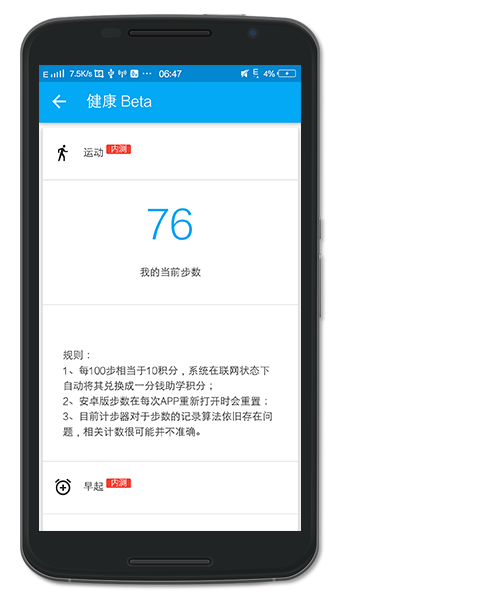 E 7.5K/s 06:47 E 4%
健康 Beta
运动 内测
76
我的当前步数
规则：
1、每100步相当于10积分，系统在联网状态下
自动将其兑换成一分钱助学积分；
2、安卓版步数在每次APP重新打开时会重置；
3、目前计步器对于步数的记录算法依旧存在问
题，相关计数很可能并不准确。
早起 内测